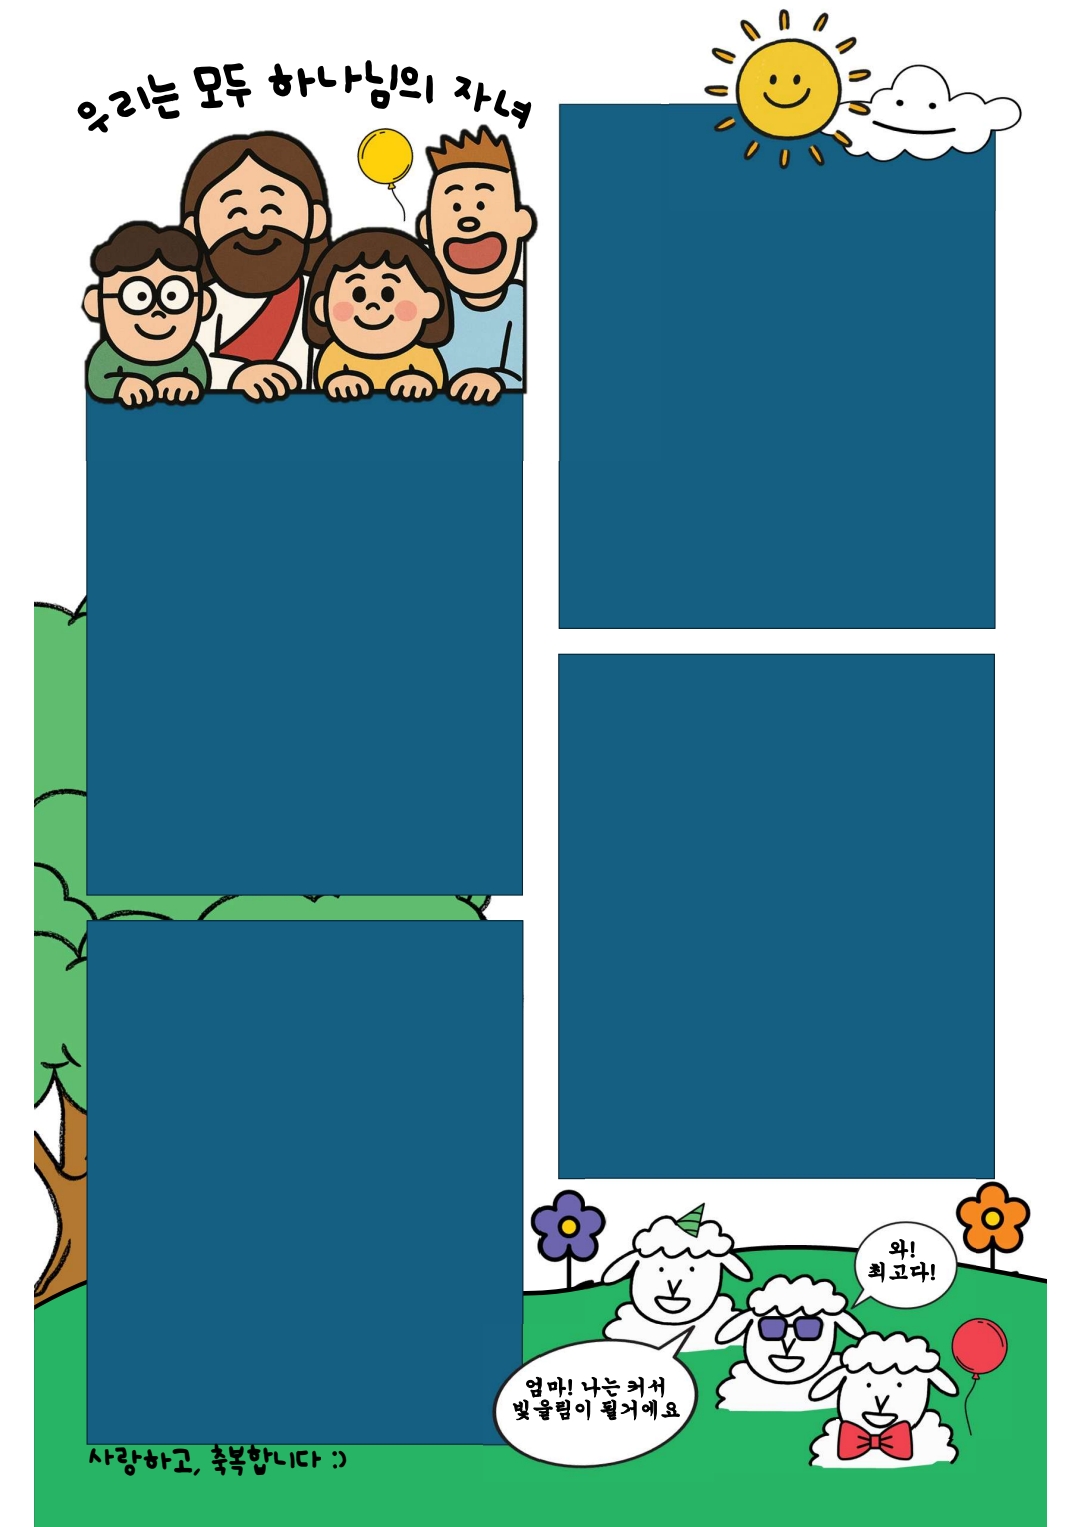 우리는 모두 하나님의 자녀
와!
최고다!
엄마! 나는 커서
빛울림이 될거에요
사랑하고, 축복합니다 :)